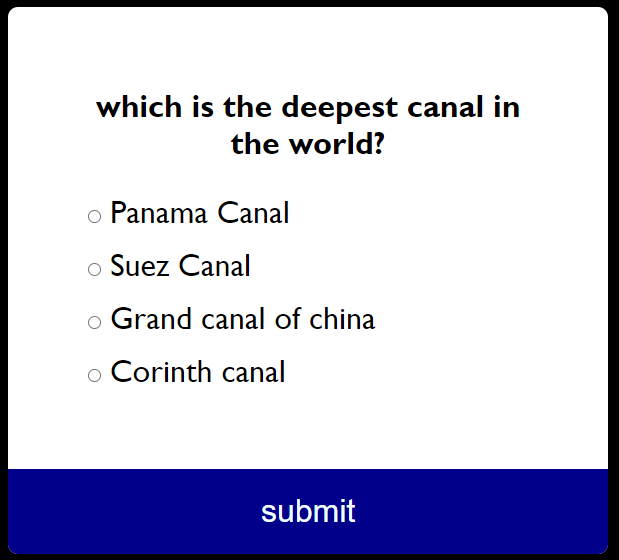 which is the deepest canal in
the world?
Panama Canal
Suez Canal
Grand canal of china
Corinth canal
submit